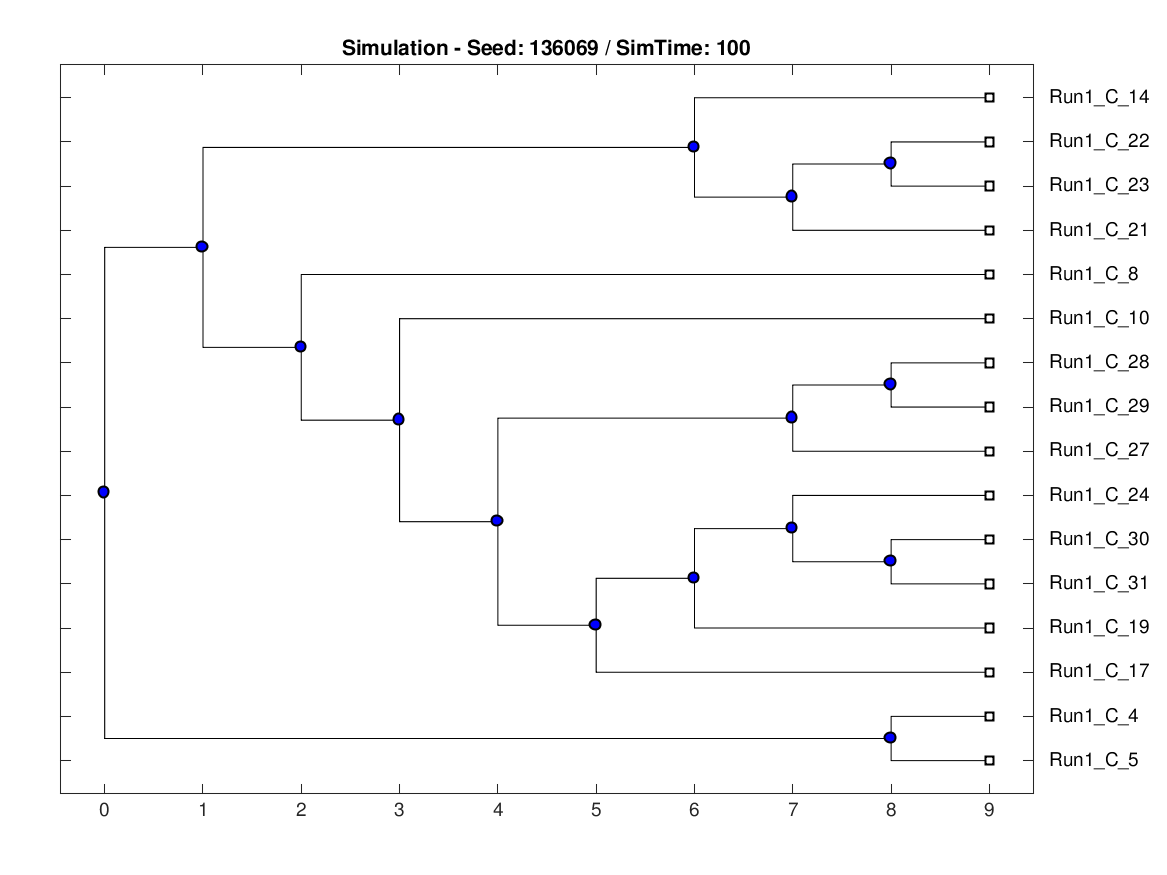 Simulation - Seed: 136069 / SimTime: 100
Run1_C_14
Run1_C_22
Run1_C_23
Run1_C_21
Run1_C_8
Run1_C_10
Run1_C_28
Run1_C_29
Run1_C_27
Run1_C_24
Run1_C_30
Run1_C_31
Run1_C_19
Run1_C_17
Run1_C_4
Run1_C_5
0 1 2 3 4 5 6 7 8 9